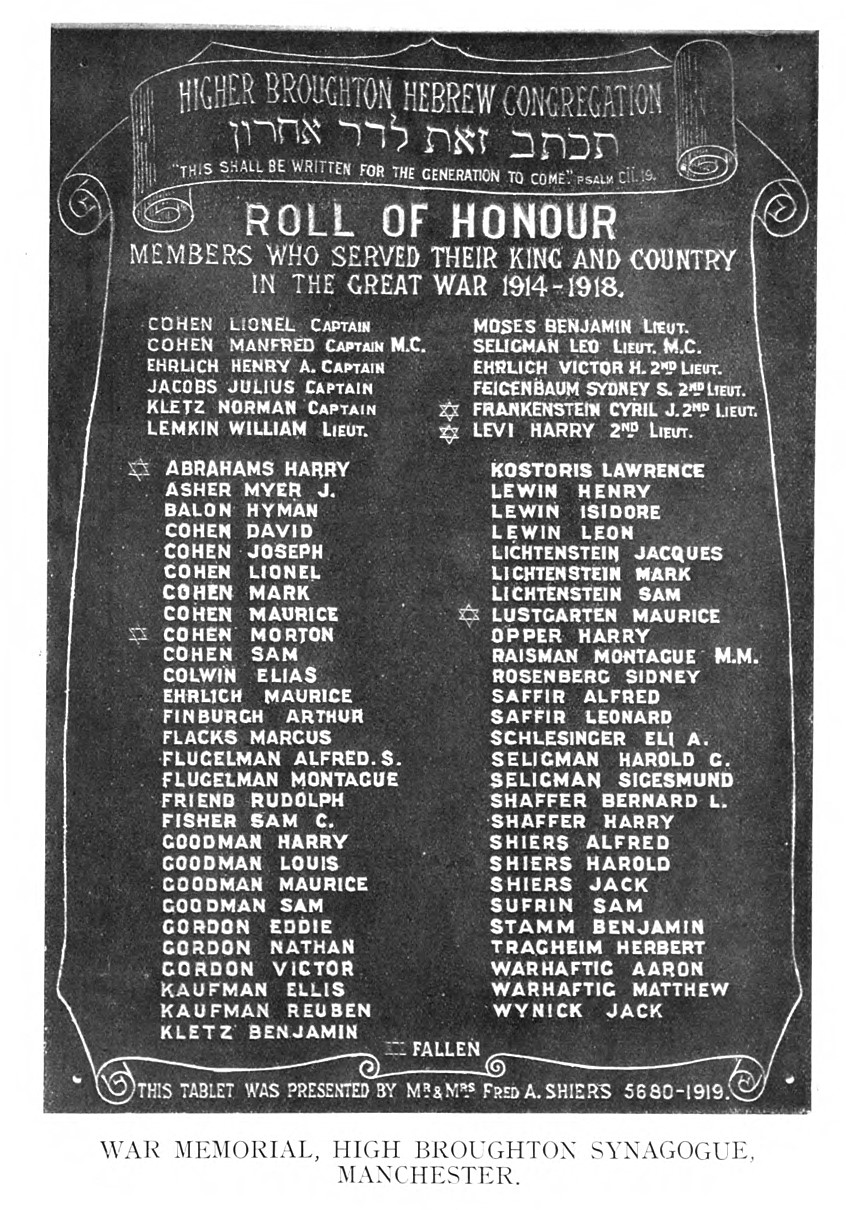 HIGHER BROUGHTON HEBREW CONGREGATION
תכתב זאת לדר אחרון
"THIS SHALL BE WRITTEN FOR THE GENERATION TO COME". PSALM CII. 19.
ROLL OF HONOUR
MEMBERS WHO SERVED THEIR KING AND COUNTRY
IN THE GREAT WAR 1914-1918.
COHEN LIONEL CAPTAIN
COHEN MANFRED CAPTAIN M.C.
EHRLICH HENRY A. CAPTAIN
JACOBS JULIUS CAPTAIN
KLETZ NORMAN CAPTAIN
LEMKIN WILLIAM LIEUT.
MOSES BENJAMIN LIEUT.
SELIGMAN LEO LIEUT. M.C.
EHRLICH VICTOR H. 2ND LIEUT.
FEIGENBAUM SYDNEY S. 2ND LIEUT.
✡ FRANKENSTEIN CYRIL J. 2ND LIEUT.
✡ LEVI HARRY 2ND LIEUT.
✡ ABRAHAMS HARRY
ASHER MYER J.
BALON HYMAN
COHEN DAVID
COHEN JOSEPH
COHEN LIONEL
COHEN MARK
COHEN MAURICE
✡ COHEN MORTON
COHEN SAM
COLWIN ELIAS
EHRLICH MAURICE
FINBURGH ARTHUR
FLACKS MARCUS
FLUGELMAN ALFRED. S.
FLUGELMAN MONTAGUE
FRIEND RUDOLPH
FISHER SAM C.
GOODMAN HARRY
GOODMAN LOUIS
GOODMAN MAURICE
GOODMAN SAM
GORDON EDDIE
GORDON NATHAN
GORDON VICTOR
KAUFMAN ELLIS
KAUFMAN REUBEN
KLETZ BENJAMIN
KOSTORIS LAWRENCE
LEWIN HENRY
LEWIN ISIDORE
LEWIN LEON
LICHTENSTEIN JACQUES
LICHTENSTEIN MARK
LICHTENSTEIN SAM
✡ LUSTGARTEN MAURICE
OPPER HARRY
RAISMAN MONTAGUE M.M.
ROSENBERG SIDNEY
SAFFIR ALFRED
SAFFIR LEONARD
SCHLESINGER ELI A.
SELIGMAN HAROLD G.
SELIGMAN SIGESMUND
SHAFFER BERNARD L.
SHAFFER HARRY
SHIERS ALFRED
SHIERS HAROLD
SHIERS JACK
SUFRIN SAM
STAMM BENJAMIN
TRAGHEIM HERBERT
WARHAFTIG AARON
WARHAFTIG MATTHEW
WYNICK JACK
✡ FALLEN
THIS TABLET WAS PRESENTED BY MR & MRS FRED A. SHIERS 5680-1919.
WAR MEMORIAL, HIGH BROUGHTON SYNAGOGUE,
MANCHESTER.